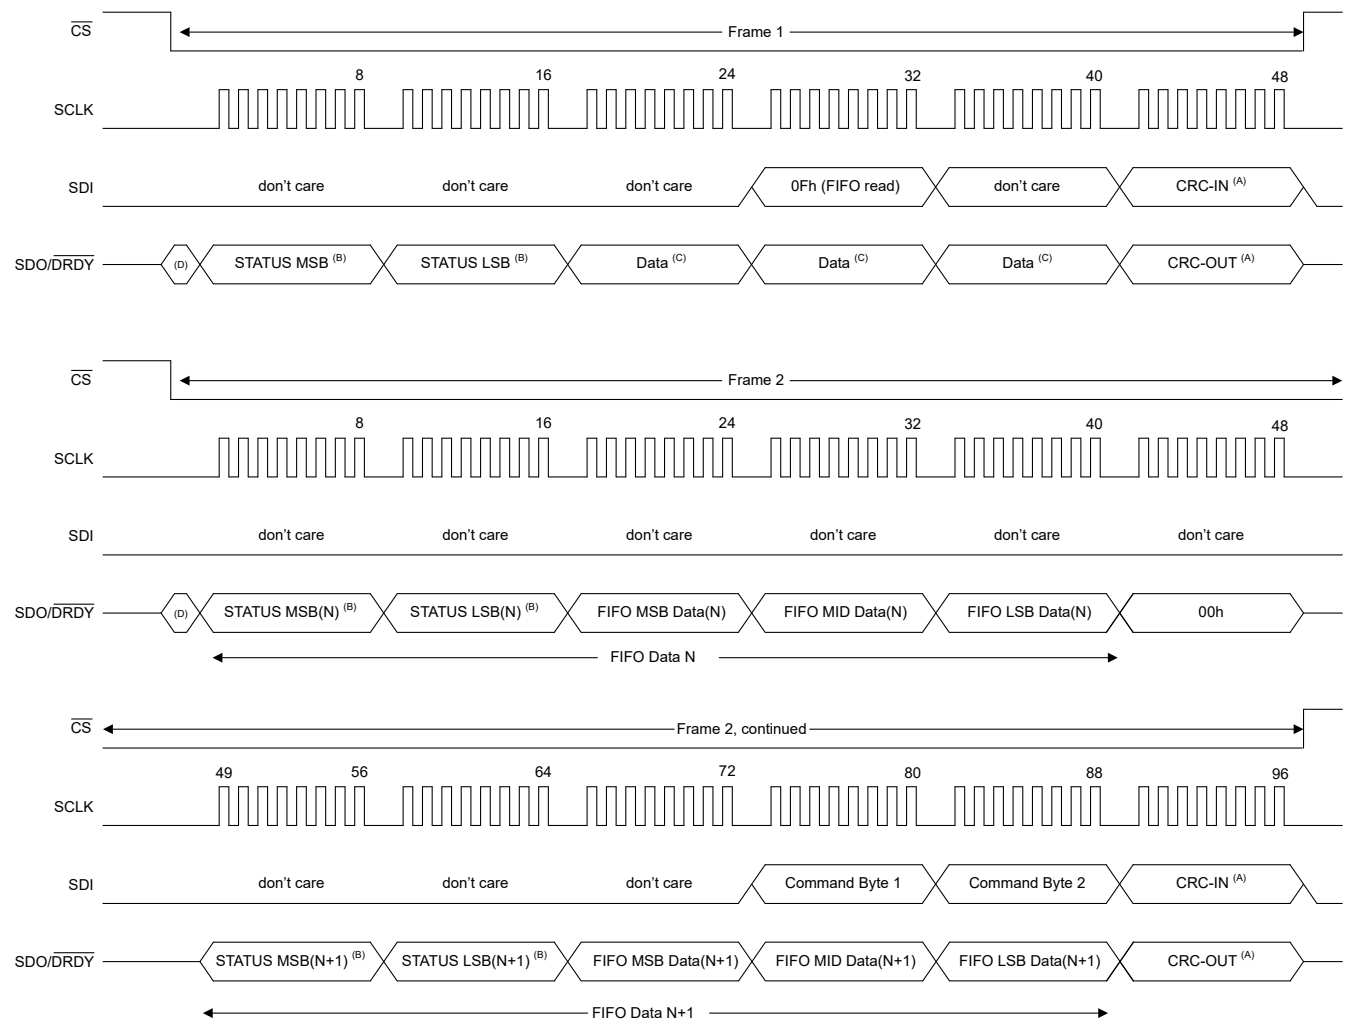 CS
Frame 1
8 16 24 32 40 48
SCLK
SDI don't care don't care don't care 0Fh (FIFO read) don't care CRC-IN (A)
SDO/DRDY (D) STATUS MSB (B) STATUS LSB (B) Data (C) Data (C) Data (C) CRC-OUT (A)
CS
Frame 2
8 16 24 32 40 48
SCLK
SDI don't care don't care don't care don't care don't care don't care
SDO/DRDY (D) STATUS MSB(N) (B) STATUS LSB(N) (B) FIFO MSB Data(N) FIFO MID Data(N) FIFO LSB Data(N) 00h
FIFO Data N
CS
Frame 2, continued
49 56 64 72 80 88 96
SCLK
SDI don't care don't care don't care Command Byte 1 Command Byte 2 CRC-IN (A)
SDO/DRDY STATUS MSB(N+1) (B) STATUS LSB(N+1) (B) FIFO MSB Data(N+1) FIFO MID Data(N+1) FIFO LSB Data(N+1) CRC-OUT (A)
FIFO Data N+1